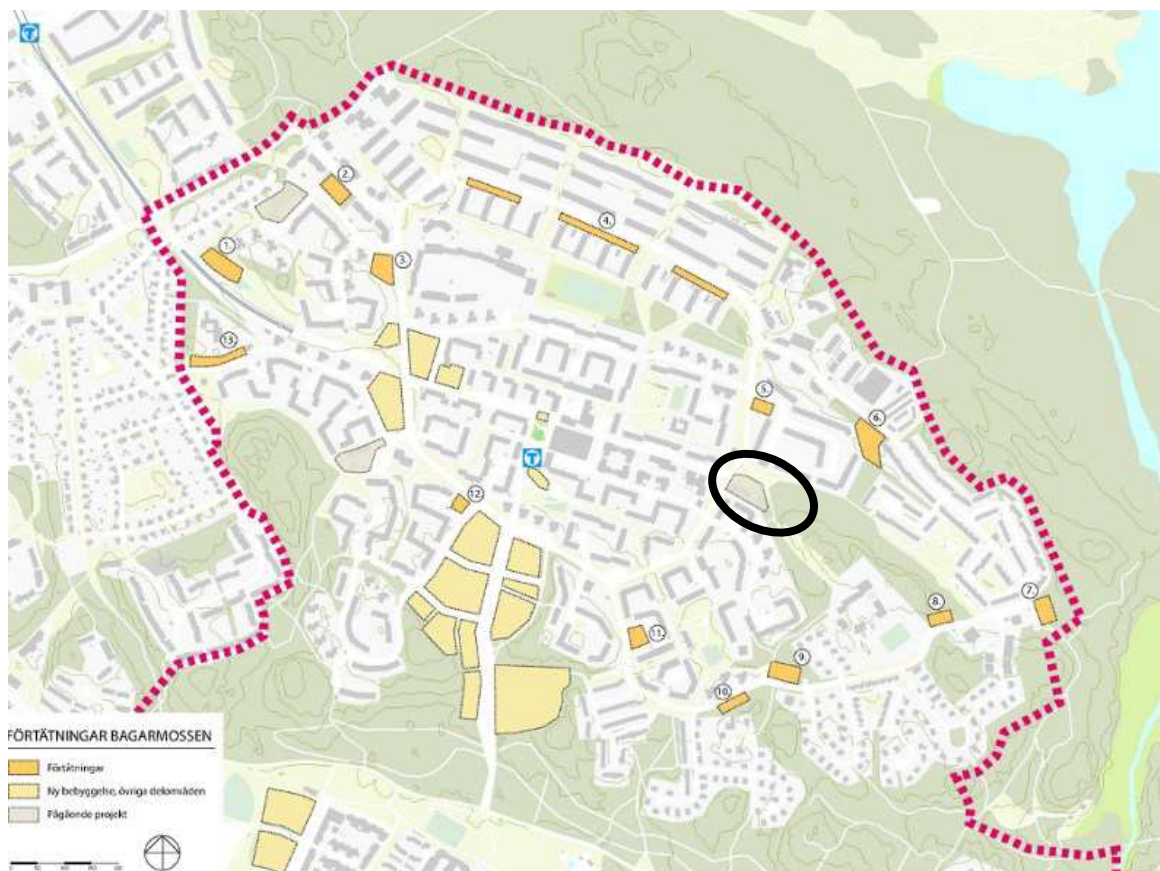 T
2.
1.
3.
4.
13.
5.
6.
T
12
7.
8.
11.
9.
10
FÖRTÄTNINGAR BAGARMOSSEN
Förtätningar
Ny bebyggelse, övriga delområden
Pågående projekt